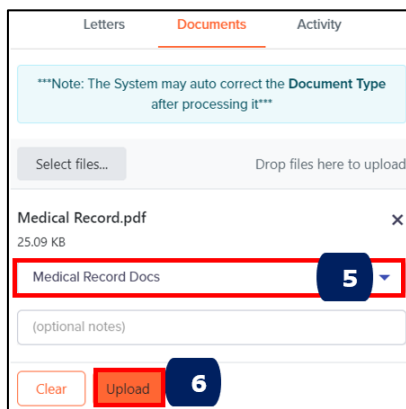 Letters Documents Activity
***Note: The System may auto correct the Document Type
after processing it***
Select files... Drop files here to upload
Medical Record.pdf
25.09 KB
Medical Record Docs 5
(optional notes)
Clear Upload 6